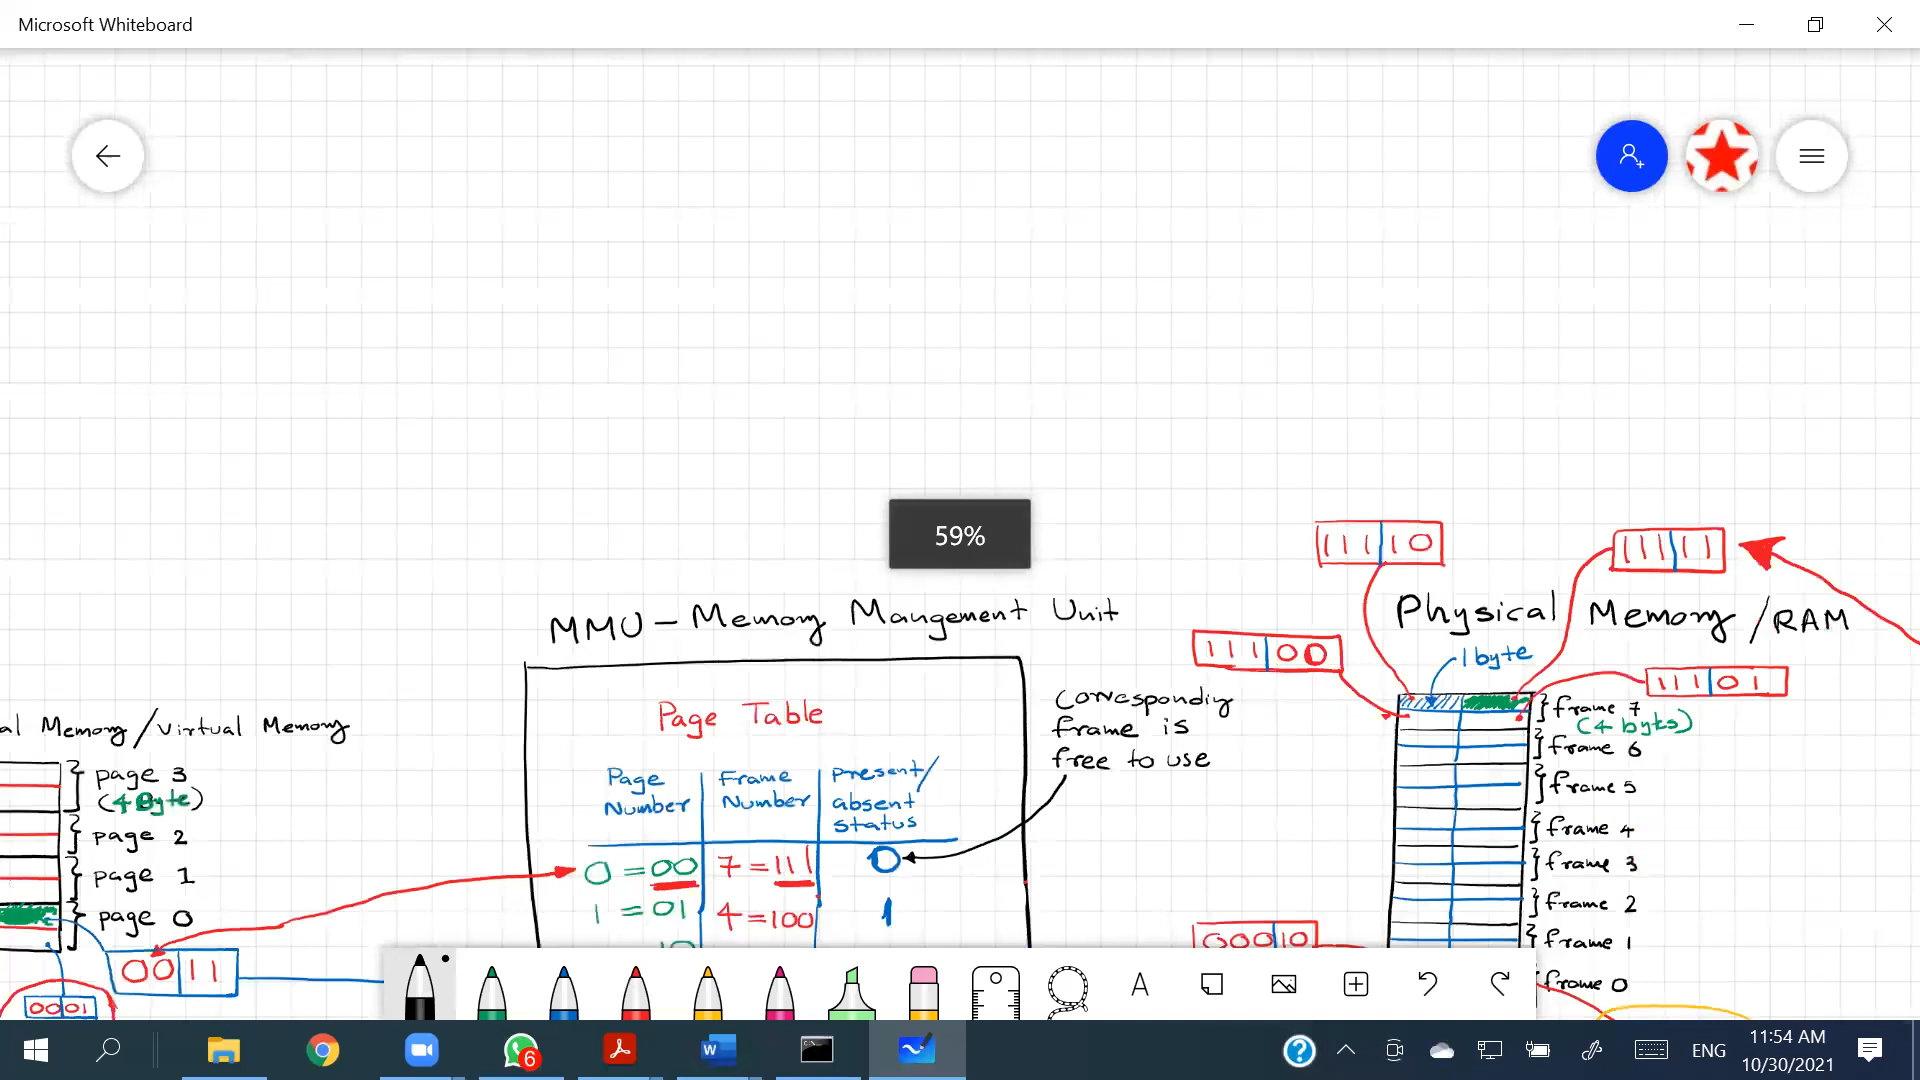 Microsoft Whiteboard
59%
11110
11111
MMU - Memory Mangement Unit
Physical Memory /RAM
11100
1 byte
11101
al Memory/Virtual Memory
page 3
(4 Byte)
page 2
page 1
page 0
0011
0001
Page Table
Page Number
Frame Number
Present/ absent status
0 = 00
7 = 111
0
1 = 01
4 = 100
1
10
Corresponding
frame is
free to use
frame 7
(4 byts)
frame 6
frame 5
frame 4
frame 3
frame 2
frame 1
frame 0
00010
A
6
W
ENG
11:54 AM
10/30/2021